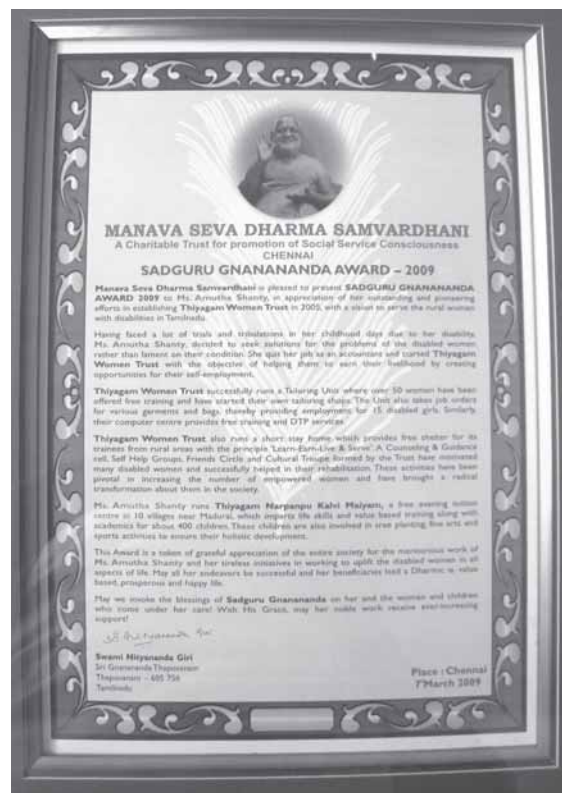 MANAVA SEVA DHARMA SAMVARDHANI
A Charitable Trust for promotion of Social Service Consciousness
CHENNAI
SADGURU GNANANANDA AWARD – 2009
Manava Seva Dharma Samvardhani is pleased to present SADGURU GNANANANDA
AWARD 2009 to Ms. Amutha Shanty, in appreciation of her outstanding and pioneering
efforts in establishing Thiyagam Women Trust in 2005, with a vision to serve the rural women
with disabilities in Tamilnadu.
Having faced a lot of trials and tribulations in her childhood days due to her disability,
Ms. Amutha Shanty, decided to seek solutions for the problems of the disabled women
rather than lament on their condition. She quit her job as an accountant and started Thiyagam
Women Trust with the objective of helping them to earn their livelihood by creating
opportunities for their self-employment.
Thiyagam Women Trust successfully runs a Tailoring Unit where over 50 women have been
offered free training and have started their own tailoring shops. The Unit also takes job orders
for various garments and bags, thereby providing employment for 15 disabled girls. Similarly,
their computer centre provides free training and DTP services.
Thiyagam Women Trust also runs a short stay home which provides free shelter for its
trainees from rural areas with the principle 'Learn-Earn-Live & Serve'. A Counseling & Guidance
cell, Self Help Groups, Friends Circle and Cultural Troupe formed by the Trust have motivated
many disabled women and successfully helped in their rehabilitation. These activities have been
pivotal in increasing the number of empowered women and have brought a radical
transformation about them in the society.
Ms. Amutha Shanty runs Thiyagam Narpanpu Kalvi Maiyam, a free evening tuition
centre in 10 villages near Madurai, which imparts life skills and value based training along with
academics for about 400 children. These children are also involved in tree planting, fine arts and
sports activities to ensure their holistic development.
This Award is a token of grateful appreciation of the entire society for the meritorious work of
Ms. Amutha Shanty and her tireless initiatives in working to uplift the disabled women in all
aspects of life. May all her endeavors be successful and her beneficiaries lead a Dharmic value
based, prosperous and happy life.
May we invoke the blessings of Sadguru Gnanananda on her and the women and children
who come under her care! With His Grace, may her noble work receive ever-increasing
support!
Swami Nityananda Giri
Sri Gnanananda Thapovanam
Thapovanam – 605 756
Tamilnadu
Place : Chennai
1st March 2009